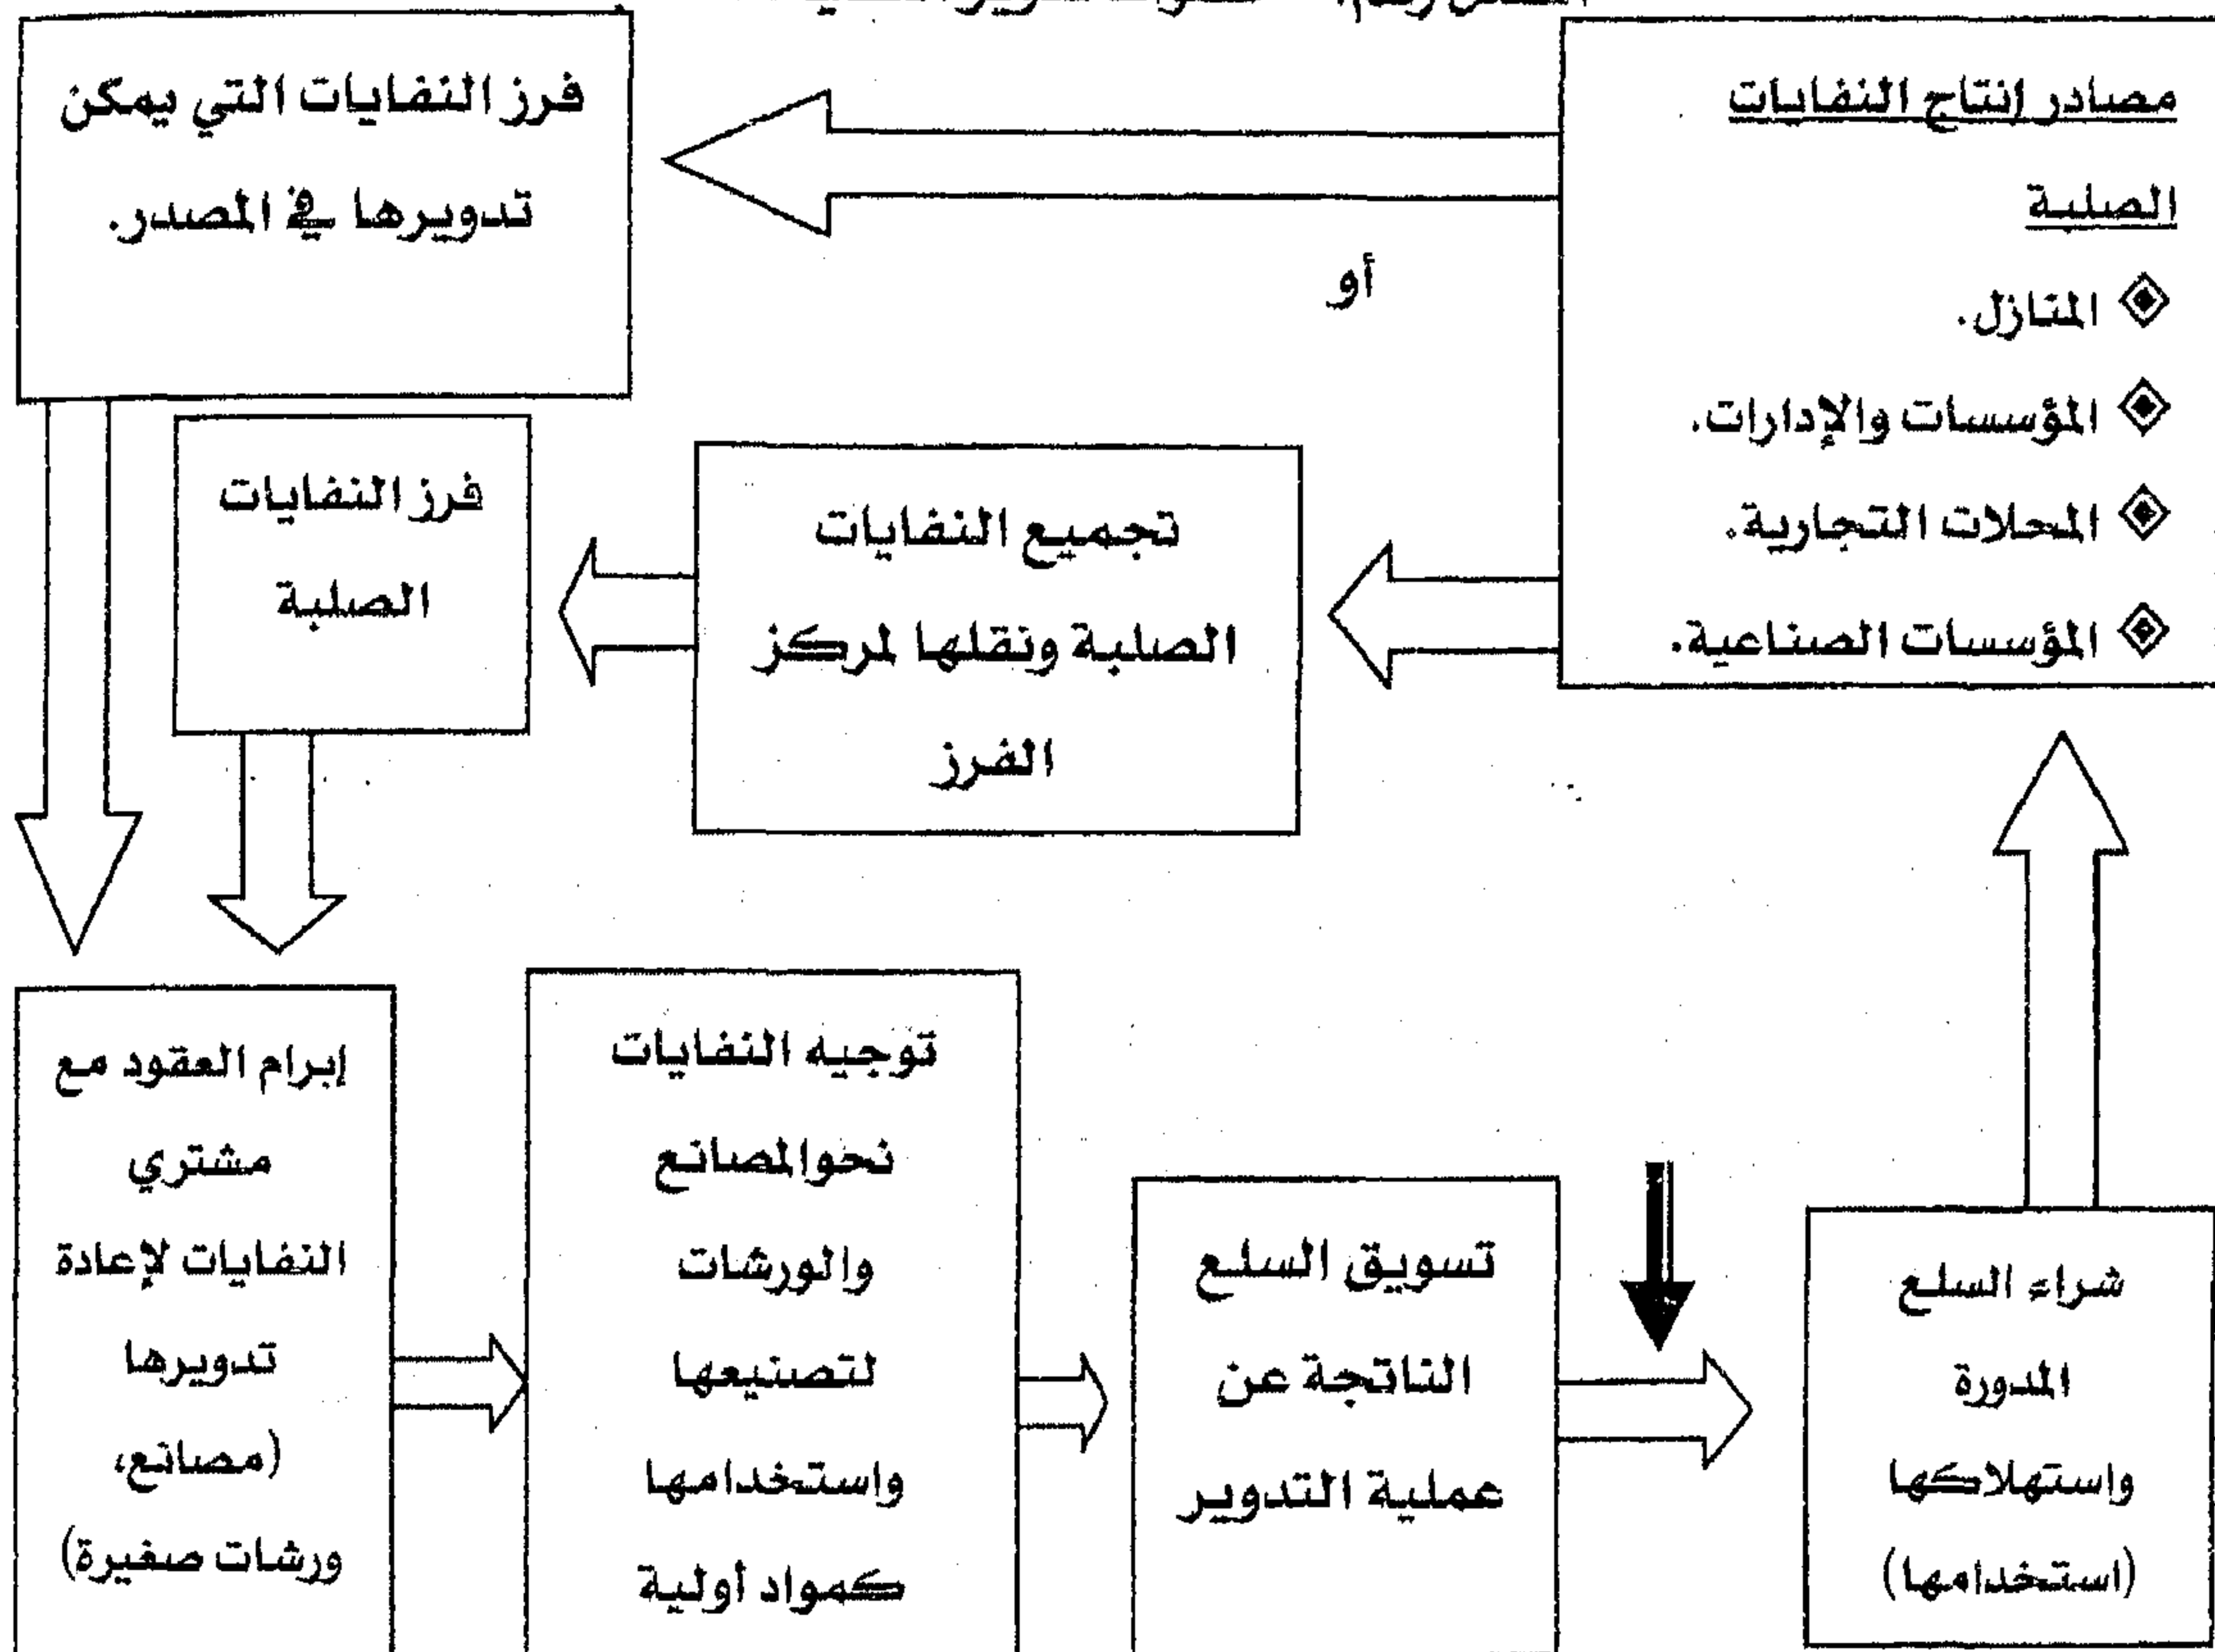 مصادر إنتاج النفايات
الصلبة
المنازل.
المؤسسات والإدارات.
المحلات التجارية.
المؤسسات الصناعية.
فرز النفايات التي يمكن
تدويرها في المصدر.
أو
تجميع النفايات
الصلبة ونقلها لمركز
الفرز
فرز النفايات
الصلبة
إبرام العقود مع
مشتري
النفايات لإعادة
تدويرها
(مصانع،
ورشات صغيرة)
توجيه النفايات
نحو المصانع
والورشات
لتصنيعها
واستخدامها
كمواد أولية
تسويق السلع
الناتجة عن
عملية التدوير
شراء السلع
المدورة
واستهلاكها
(استخدامها)